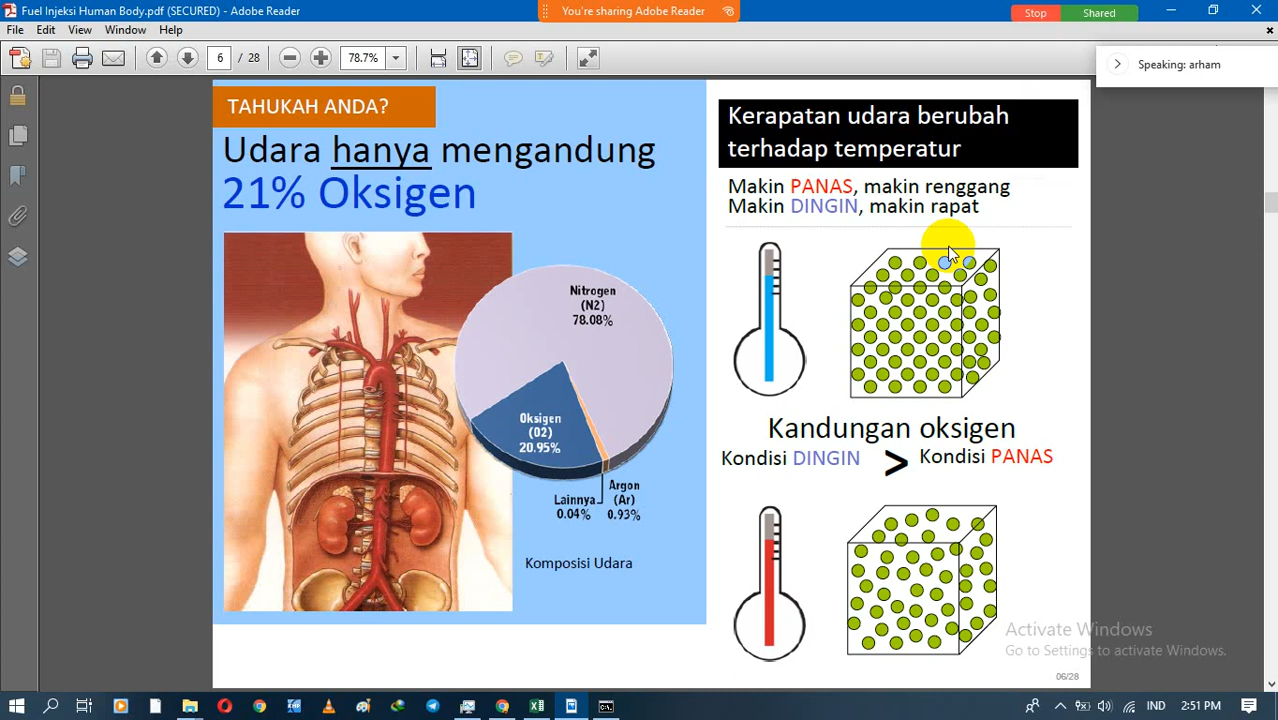 Fuel Injeksi Human Body.pdf (SECURED) - Adobe Reader
You're sharing Adobe Reader
Stop
Shared
File Edit View Window Help
6 / 28
78.7%
Speaking: arham
TAHUKAH ANDA?
Udara hanya mengandung
21% Oksigen
Nitrogen
(N2)
78.08%
Oksigen
(O2)
20.95%
Lainnya
0.04%
Argon
(Ar)
0.93%
Komposisi Udara
Kerapatan udara berubah
terhadap temperatur
Makin PANAS, makin renggang
Makin DINGIN, makin rapat
Kandungan oksigen
Kondisi DINGIN > Kondisi PANAS
Activate Windows
Go to Settings to activate Windows.
06/28
IND
2:51 PM